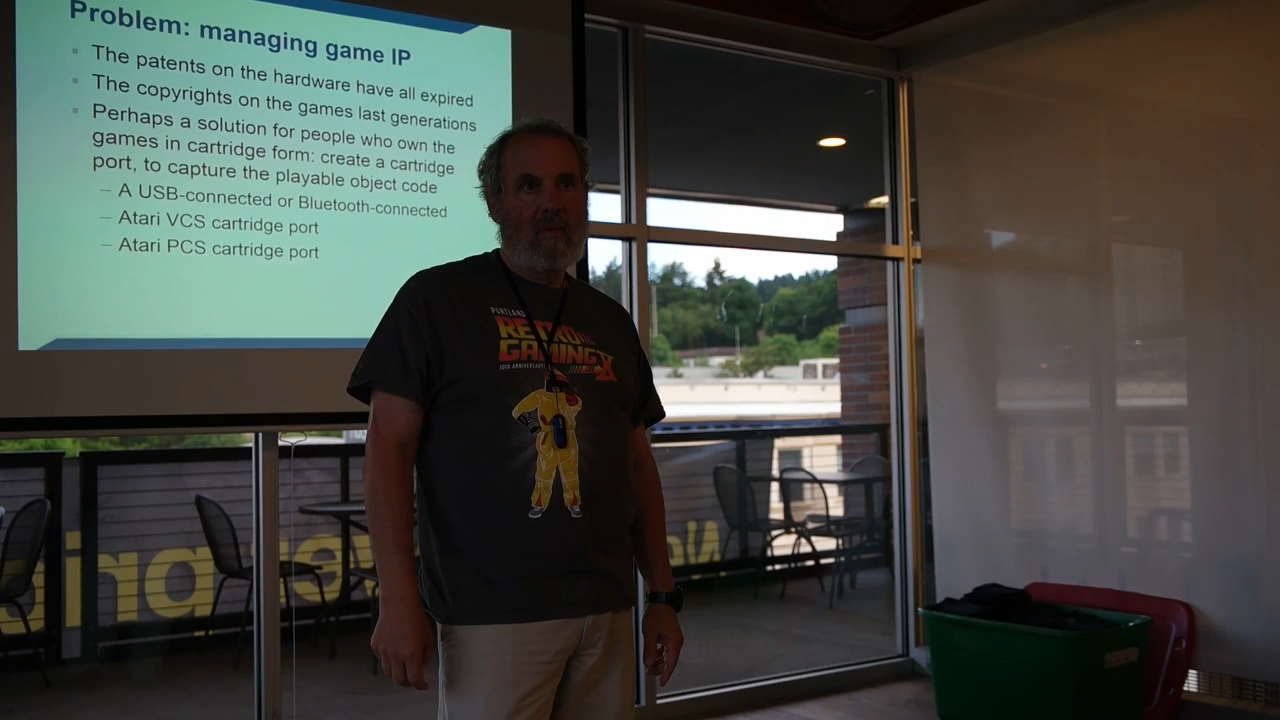 Problem: managing game IP
The patents on the hardware have all expired
The copyrights on the games last generations
Perhaps a solution for people who own the
games in cartridge form: create a cartridge
port, to capture the playable object code
– A USB-connected or Bluetooth-connected
– Atari VCS cartridge port
– Atari PCS cartridge port
PORTLAND
RETRO
GAMING
10TH ANNIVERSARY